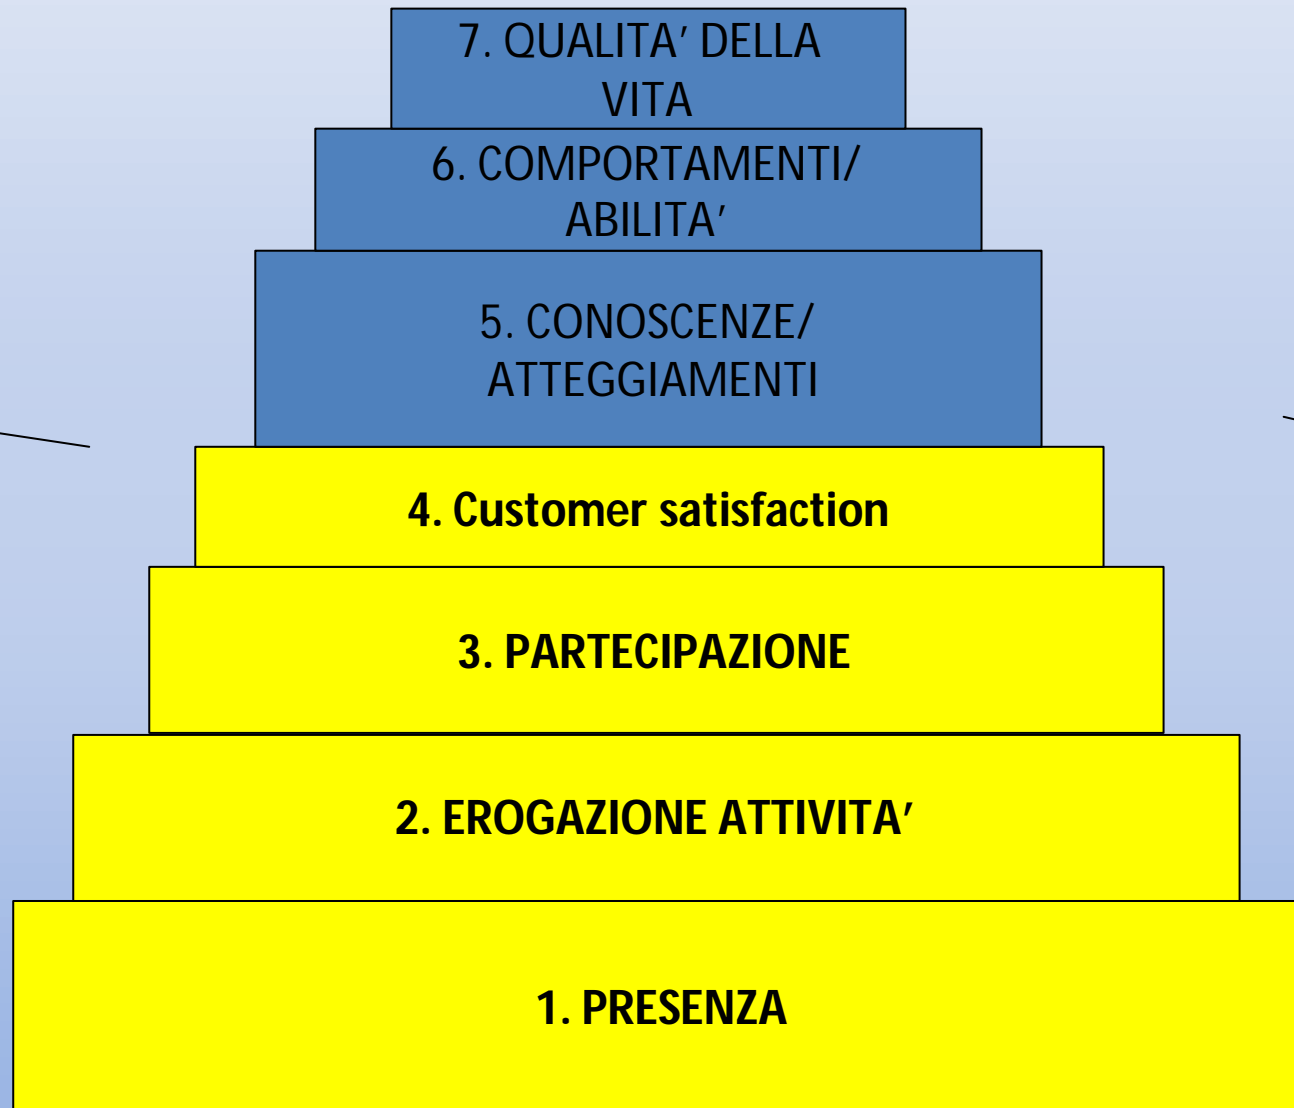 7. QUALITA’ DELLA
VITA
6. COMPORTAMENTI/
ABILITA’
5. CONOSCENZE/
ATTEGGIAMENTI
4. Customer satisfaction
3. PARTECIPAZIONE
2. EROGAZIONE ATTIVITA’
1. PRESENZA